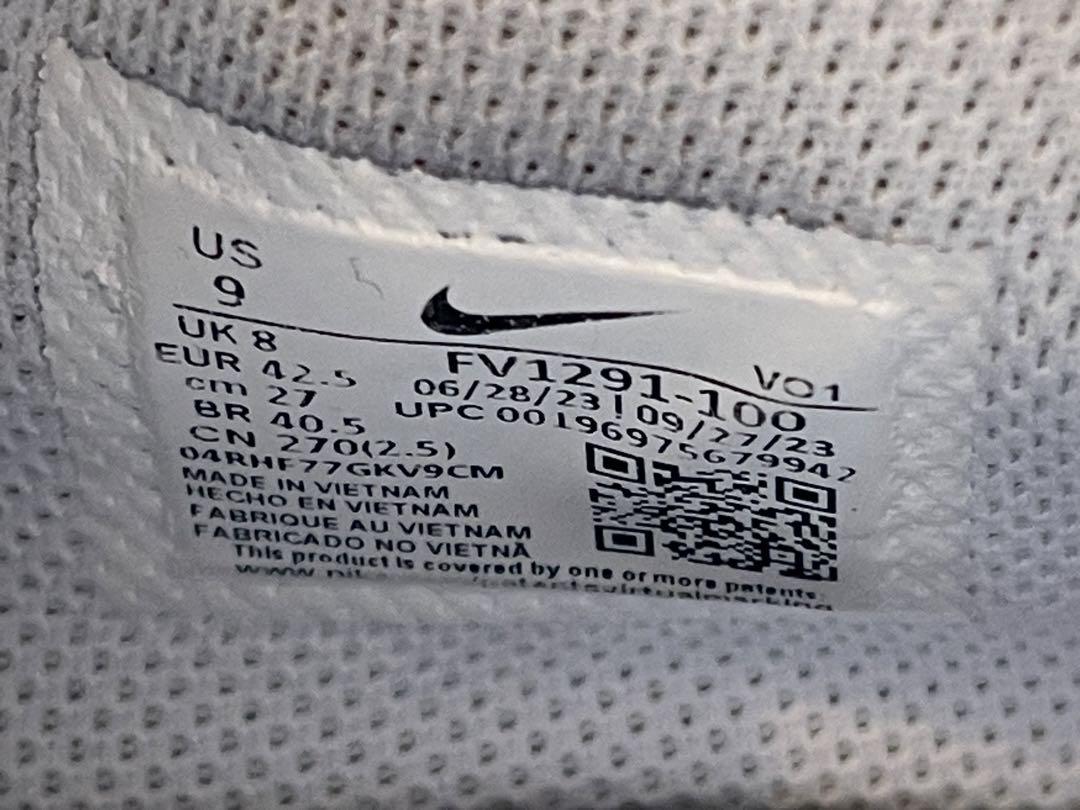 US
9
UK 8
EUR 42.5
cm 27
BR 40.5
CN 270(2.5)
04RHF77GKV9CM
MADE IN VIETNAM
HECHO EN VIETNAM
FABRIQUE AU VIETNAM
FABRICADO NO VIETNÃ
VO1
FV1291-100
06/28/23 | 09/27/23
UPC 00196975679942
This product is covered by one or more patents.